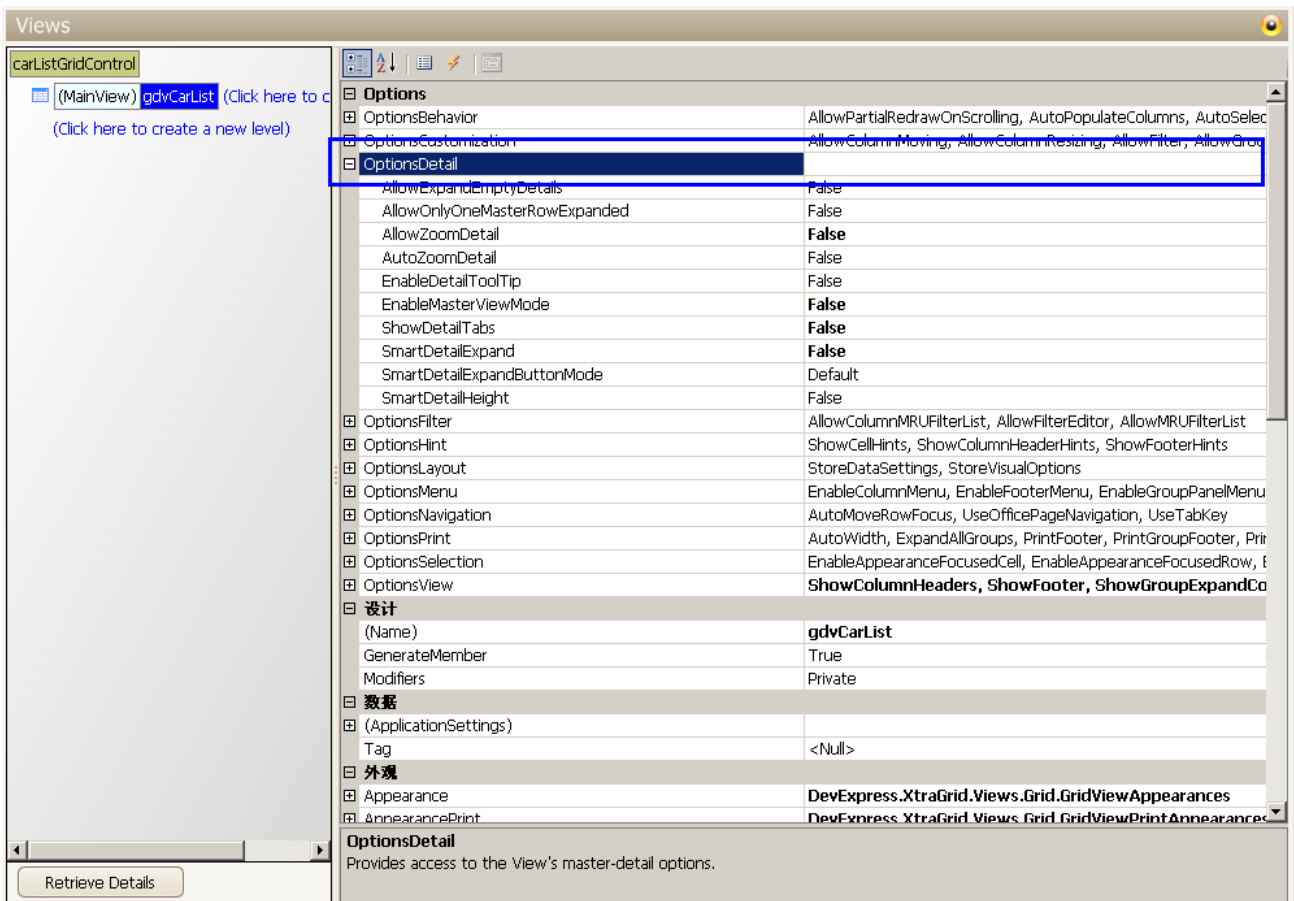 Views
carListGridControl
(MainView) gdvCarList (Click here to c
(Click here to create a new level)
Retrieve Details
Options
OptionsBehavior AllowPartialRedrawOnScrolling, AutoPopulateColumns, AutoSelec
OptionsCustomization AllowColumnMoving, AllowColumnResizing, AllowFilter, AllowGrou
OptionsDetail
AllowExpandEmptyDetails False
AllowOnlyOneMasterRowExpanded False
AllowZoomDetail False
AutoZoomDetail False
EnableDetailToolTip False
EnableMasterViewMode False
ShowDetailTabs False
SmartDetailExpand False
SmartDetailExpandButtonMode Default
SmartDetailHeight False
OptionsFilter AllowColumnMRUFilterList, AllowFilterEditor, AllowMRUFilterList
OptionsHint ShowCellHints, ShowColumnHeaderHints, ShowFooterHints
OptionsLayout StoreDataSettings, StoreVisualOptions
OptionsMenu EnableColumnMenu, EnableFooterMenu, EnableGroupPanelMenu
OptionsNavigation AutoMoveRowFocus, UseOfficePageNavigation, UseTabKey
OptionsPrint AutoWidth, ExpandAllGroups, PrintFooter, PrintGroupFooter, Prin
OptionsSelection EnableAppearanceFocusedCell, EnableAppearanceFocusedRow, E
OptionsView ShowColumnHeaders, ShowFooter, ShowGroupExpandCo
设计
(Name) gdvCarList
GenerateMember True
Modifiers Private
数据
(ApplicationSettings)
Tag <Null>
外观
Appearance DevExpress.XtraGrid.Views.Grid.GridViewAppearances
AppearancePrint DevExpress.XtraGrid.Views.Grid.GridViewPrintAppearances
OptionsDetail
Provides access to the View's master-detail options.